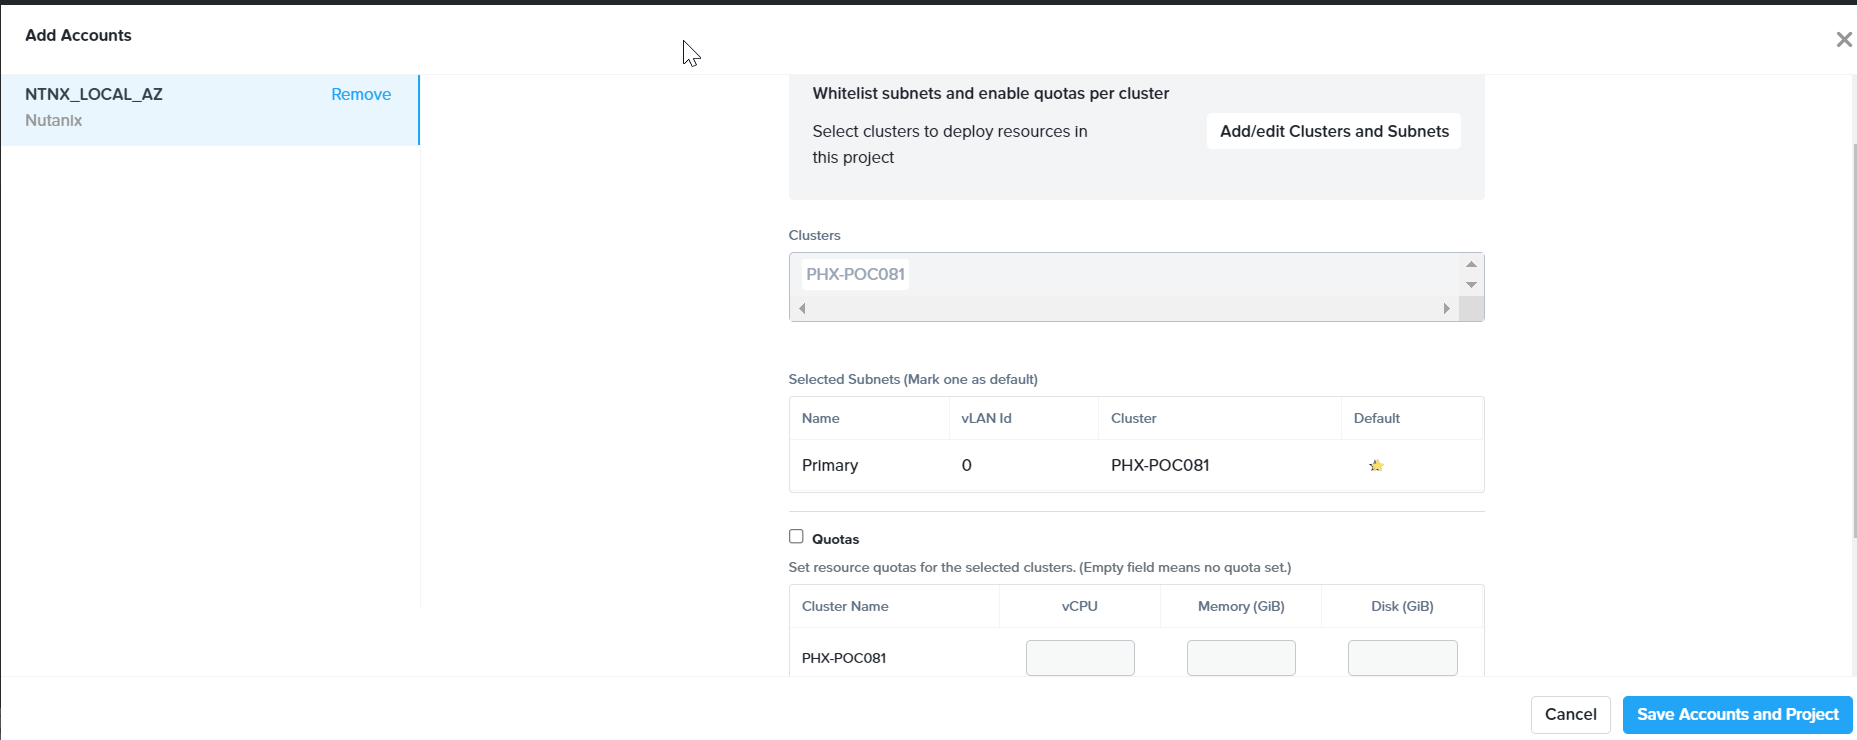 Add Accounts
NTNX_LOCAL_AZ
Remove
Nutanix
Whitelist subnets and enable quotas per cluster
Select clusters to deploy resources in
this project
Add/edit Clusters and Subnets
Clusters
PHX-POC081
Selected Subnets (Mark one as default)
Name vLAN Id Cluster Default
Primary 0 PHX-POC081
Quotas
Set resource quotas for the selected clusters. (Empty field means no quota set.)
Cluster Name vCPU Memory (GiB) Disk (GiB)
PHX-POC081
Cancel
Save Accounts and Project